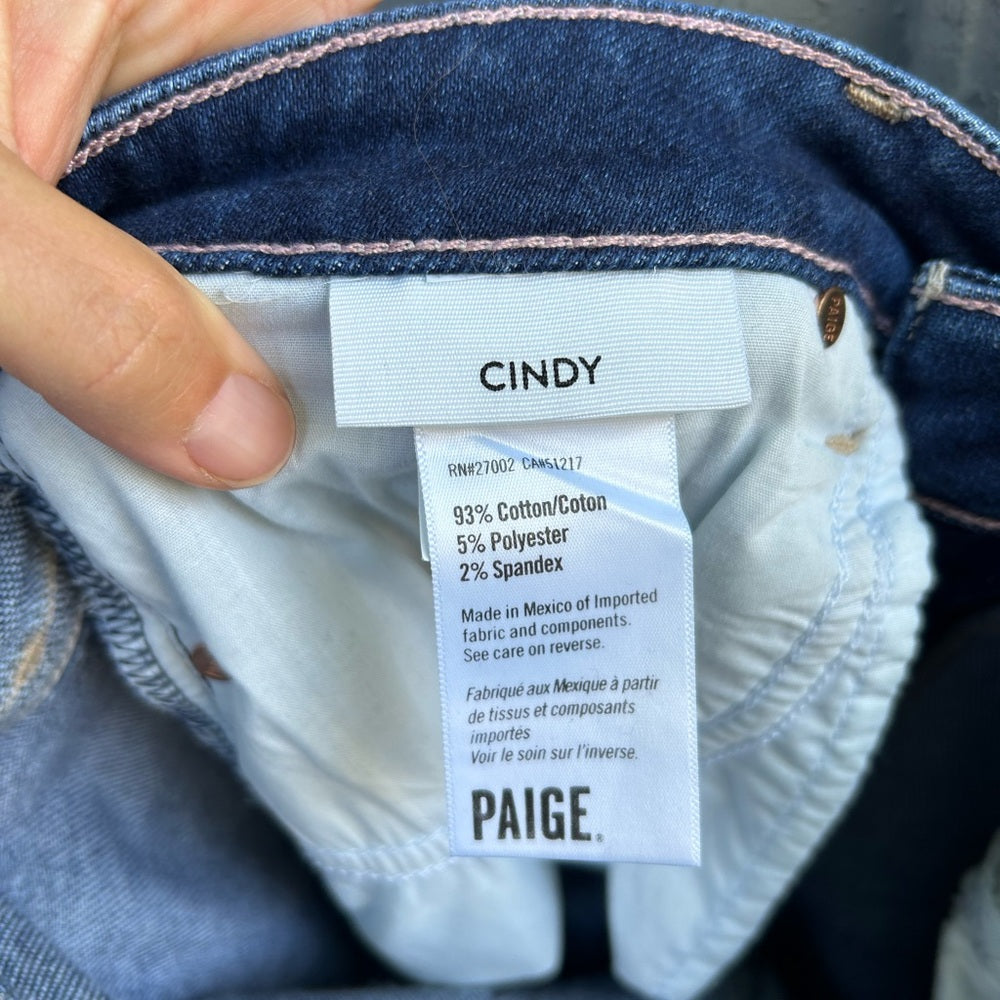 PAIGE
CINDY
RN#27002 CA#51217
93% Cotton/Coton
5% Polyester
2% Spandex
Made in Mexico of Imported
fabric and components.
See care on reverse.
Fabriqué aux Mexique à partir
de tissus et composants
importés
Voir le soin sur l'inverse.
PAIGE®